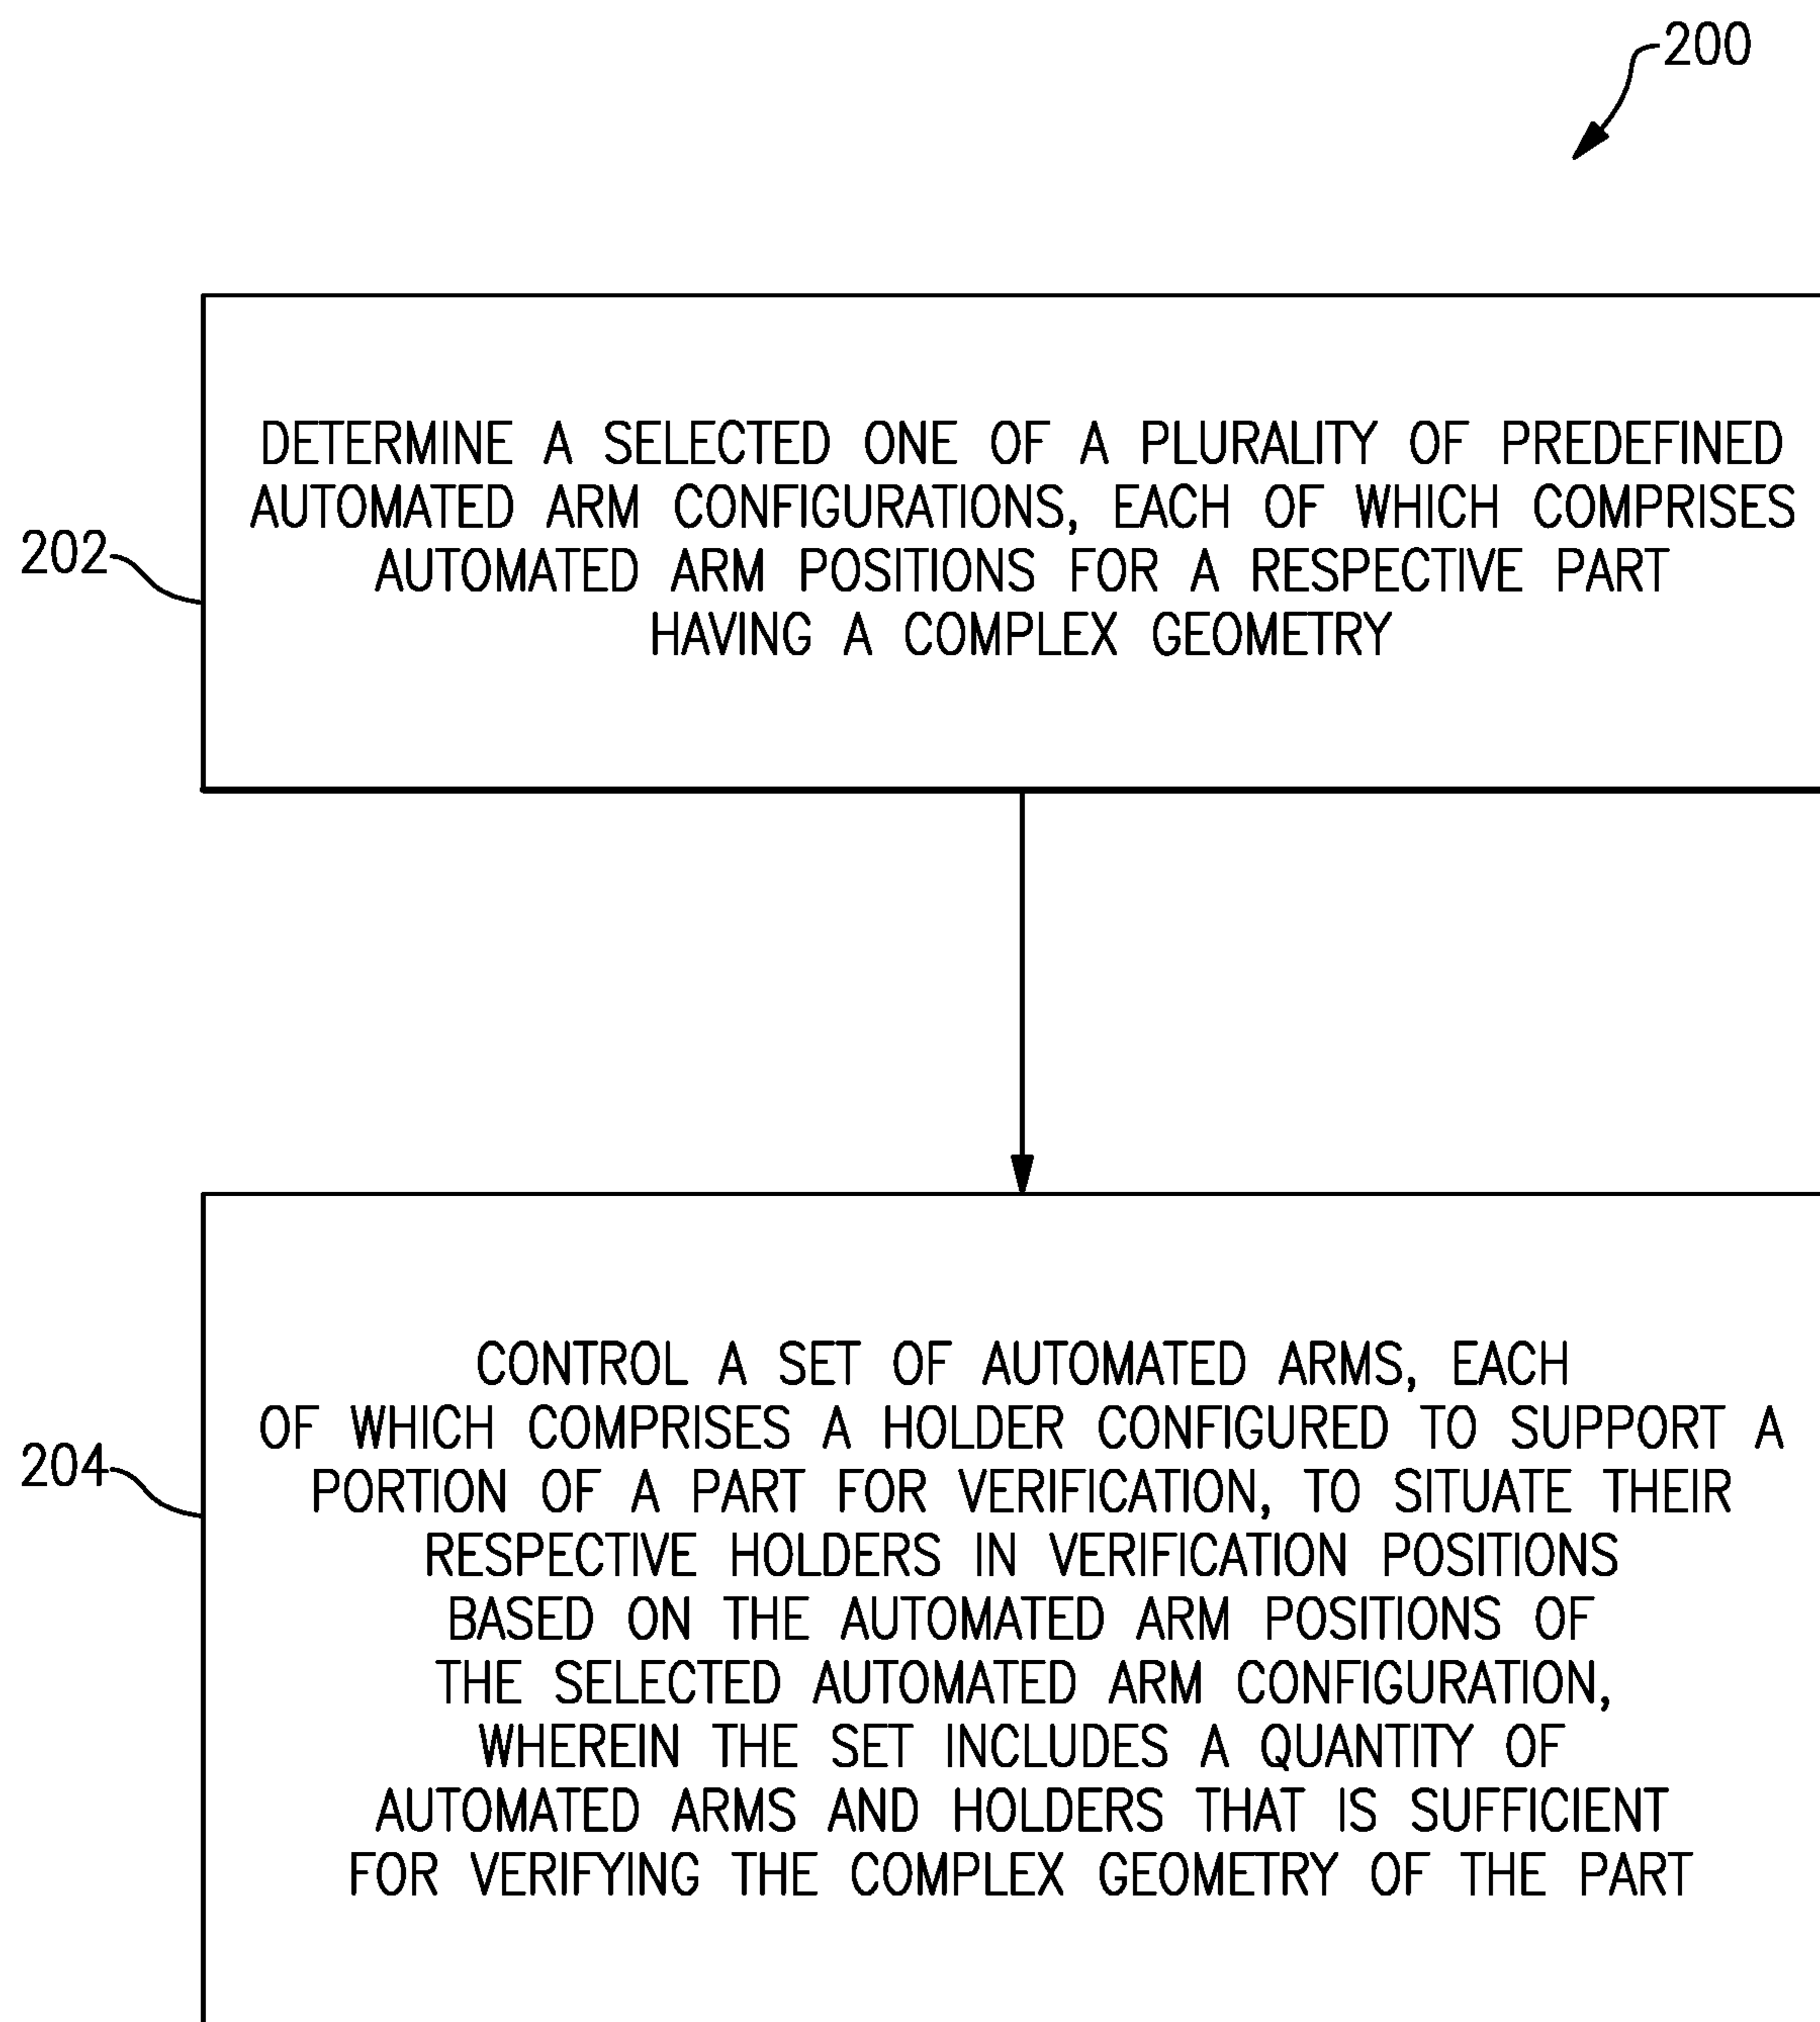 200
DETERMINE A SELECTED ONE OF A PLURALITY OF PREDEFINED
AUTOMATED ARM CONFIGURATIONS, EACH OF WHICH COMPRISES
AUTOMATED ARM POSITIONS FOR A RESPECTIVE PART
HAVING A COMPLEX GEOMETRY
202
CONTROL A SET OF AUTOMATED ARMS, EACH
OF WHICH COMPRISES A HOLDER CONFIGURED TO SUPPORT A
PORTION OF A PART FOR VERIFICATION, TO SITUATE THEIR
RESPECTIVE HOLDERS IN VERIFICATION POSITIONS
BASED ON THE AUTOMATED ARM POSITIONS OF
THE SELECTED AUTOMATED ARM CONFIGURATION,
WHEREIN THE SET INCLUDES A QUANTITY OF
AUTOMATED ARMS AND HOLDERS THAT IS SUFFICIENT
FOR VERIFYING THE COMPLEX GEOMETRY OF THE PART
204